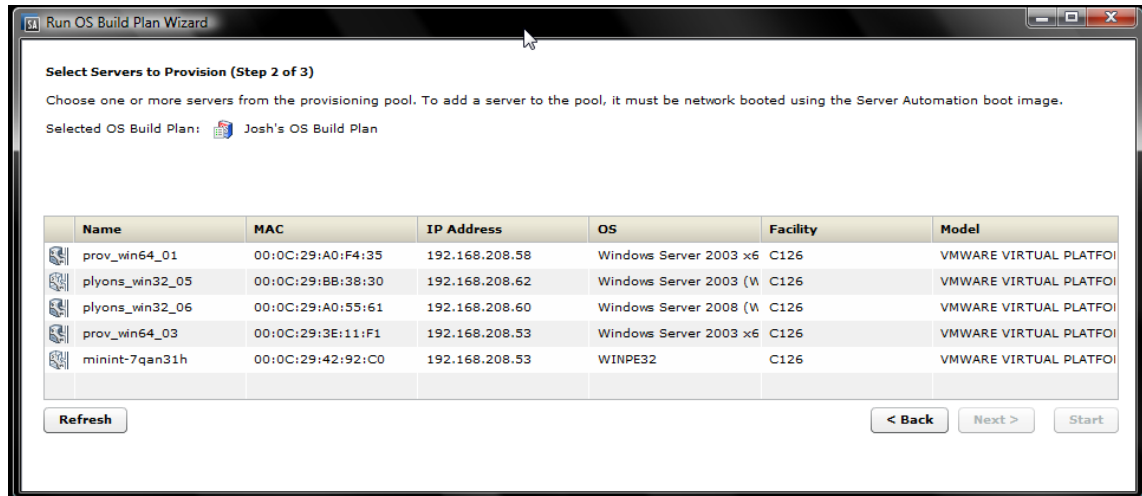 SA Run OS Build Plan Wizard
Select Servers to Provision (Step 2 of 3)
Choose one or more servers from the provisioning pool. To add a server to the pool, it must be network booted using the Server Automation boot image.
Selected OS Build Plan: Josh's OS Build Plan
Name MAC IP Address OS Facility Model
prov_win64_01 00:0C:29:A0:F4:35 192.168.208.58 Windows Server 2003 x6 C126 VMWARE VIRTUAL PLATFOI
plyons_win32_05 00:0C:29:BB:38:30 192.168.208.62 Windows Server 2003 (W C126 VMWARE VIRTUAL PLATFOI
plyons_win32_06 00:0C:29:A0:55:61 192.168.208.60 Windows Server 2008 (W C126 VMWARE VIRTUAL PLATFOI
prov_win64_03 00:0C:29:3E:11:F1 192.168.208.53 Windows Server 2003 x6 C126 VMWARE VIRTUAL PLATFOI
minint-7qan31h 00:0C:29:42:92:C0 192.168.208.53 WINPE32 C126 VMWARE VIRTUAL PLATFOI
Refresh < Back Next > Start